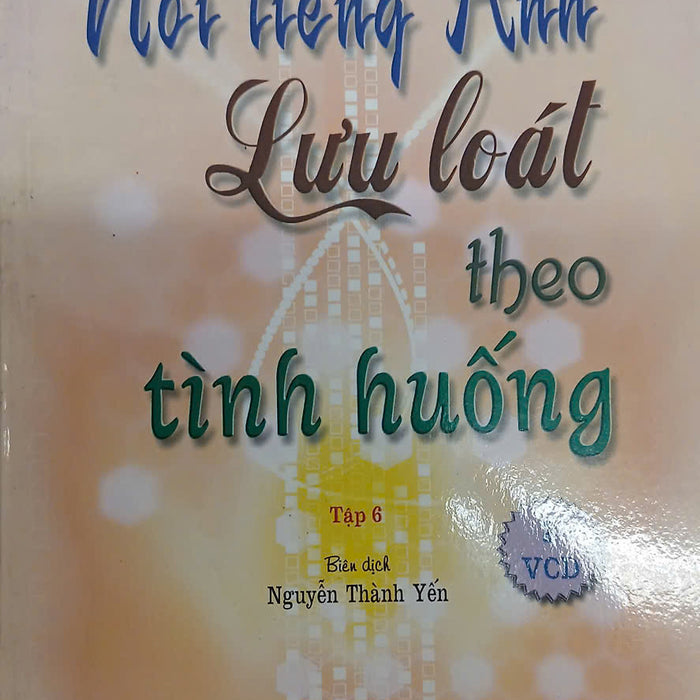 Nói tiếng Anh
Lưu loát
theo
tình huống
Tập 6
VCD
Biên dịch
Nguyễn Thành Yến